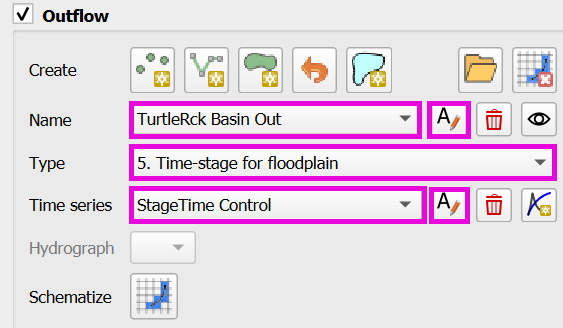 Outflow
Create
Name TurtleRck Basin Out A
Type 5. Time-stage for floodplain
Time series StageTime Control A
Hydrograph
Schematize